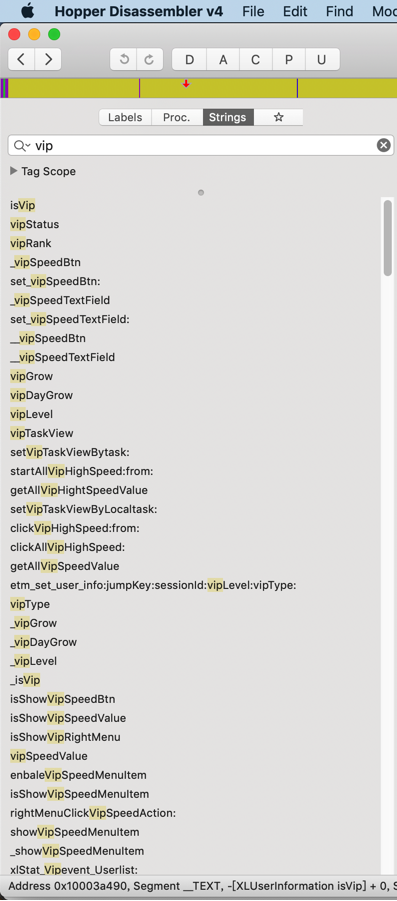 Hopper Disassembler v4 File Edit Find Mo
D A C P U
Labels Proc. Strings
vip
Tag Scope
isVip
vipStatus
vipRank
_vipSpeedBtn
set_vipSpeedBtn:
_vipSpeedTextField
set_vipSpeedTextField:
__vipSpeedBtn
__vipSpeedTextField
vipGrow
vipDayGrow
vipLevel
vipTaskView
setVipTaskViewBytask:
startAllVipHighSpeed:from:
getAllVipHightSpeedValue
setVipTaskViewByLocaltask:
clickVipHighSpeed:from:
clickAllVipHighSpeed:
getAllVipSpeedValue
etm_set_user_info:jumpKey:sessionId:vipLevel:vipType:
vipType
_vipGrow
_vipDayGrow
_vipLevel
_isVip
isShowVipSpeedBtn
isShowVipSpeedValue
isShowVipRightMenu
vipSpeedValue
enbaleVipSpeedMenuItem
isShowVipSpeedMenuItem
rightMenuClickVipSpeedAction:
showVipSpeedMenuItem
_showVipSpeedMenuItem
xlStat_Vipevent_Userlist:
Address 0x10003a490, Segment __TEXT, -[XLUserInformation isVip] + 0, S